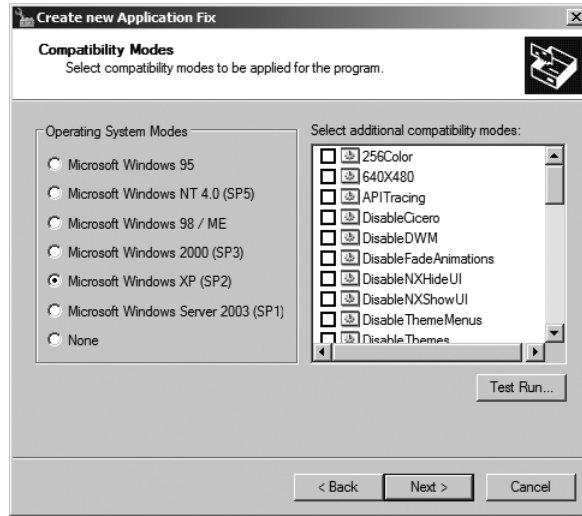 Create new Application Fix
Compatibility Modes
Select compatibility modes to be applied for the program.
Operating System Modes
Microsoft Windows 95
Microsoft Windows NT 4.0 (SP5)
Microsoft Windows 98 / ME
Microsoft Windows 2000 (SP3)
Microsoft Windows XP (SP2)
Microsoft Windows Server 2003 (SP1)
None
Select additional compatibility modes:
256Color
640X480
APITracing
DisableCicero
DisableDWM
DisableFadeAnimations
DisableNXHideUI
DisableNXShowUI
DisableThemeMenus
DisableThemes
Test Run...
< Back
Next >
Cancel